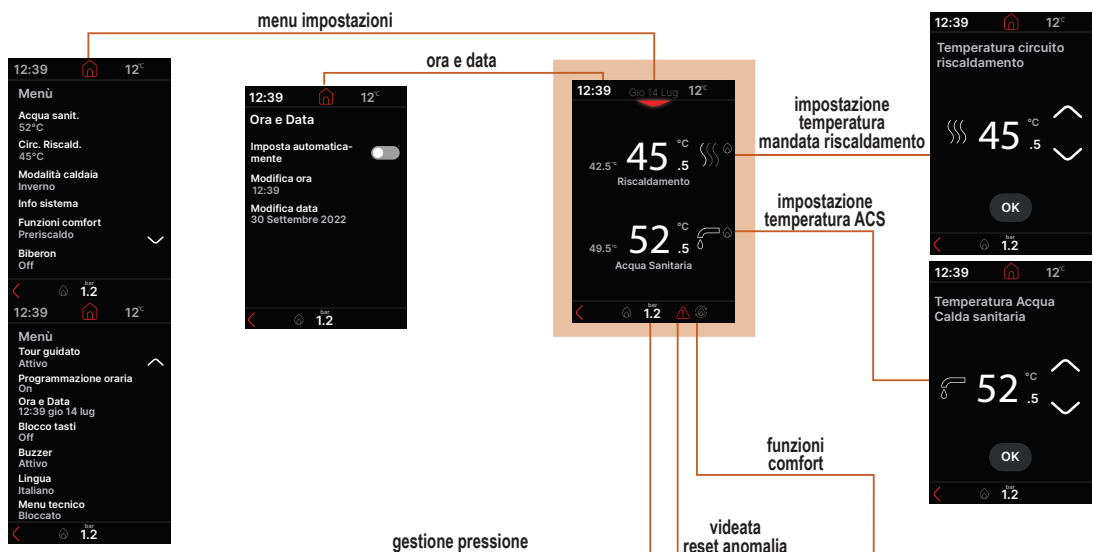 menu impostazioni
ora e data
12:39 12°C
Menù
Acqua sanit.
52°C
Circ. Riscald.
45°C
Modalità caldaia
Inverno
Info sistema
Funzioni comfort
Preriscaldo
Biberon
Off
bar
1.2
12:39 12°C
Menù
Tour guidato
Attivo
Programmazione oraria
On
Ora e Data
12:39 gio 14 lug
Blocco tasti
Off
Buzzer
Attivo
Lingua
Italiano
Menu tecnico
Bloccato
bar
1.2
12:39 12°C
Ora e Data
Imposta automatica-
mente
Modifica ora
12:39
Modifica data
30 Settembre 2022
bar
1.2
12:39 Gio 14 Lug 12°C
42.5°C 45 °C .5
Riscaldamento
49.5°C 52 °C .5
Acqua Sanitaria
bar
1.2
impostazione
temperatura
mandata riscaldamento
impostazione
temperatura ACS
funzioni
comfort
videata
reset anomalia
gestione pressione
12:39 12°C
Temperatura circuito
riscaldamento
45 °C .5
OK
bar
1.2
12:39 12°C
Temperatura Acqua
Calda sanitaria
52 °C .5
OK
bar
1.2